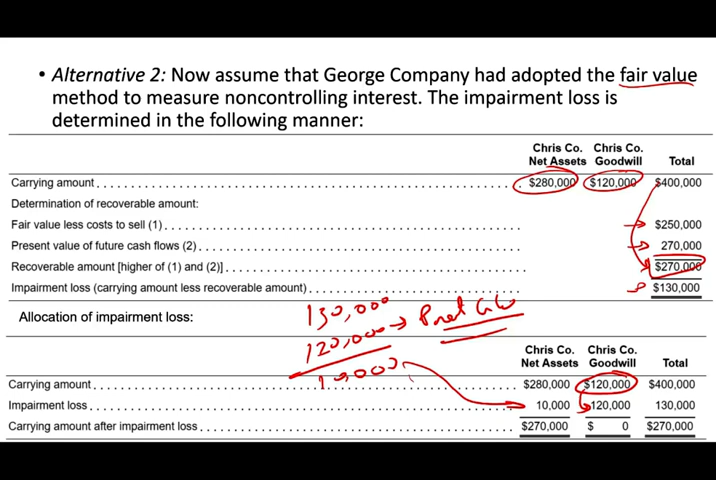 • Alternative 2: Now assume that George Company had adopted the fair value
method to measure noncontrolling interest. The impairment loss is
determined in the following manner:
Chris Co. Chris Co.
Net Assets Goodwill Total
Carrying amount $280,000 $120,000 $400,000
Determination of recoverable amount:
Fair value less costs to sell (1) $250,000
Present value of future cash flows (2) 270,000
Recoverable amount [higher of (1) and (2)] $270,000
Impairment loss (carrying amount less recoverable amount) $130,000
Allocation of impairment loss:
130,000
120,000
10,000
Chris Co. Chris Co.
Net Assets Goodwill Total
Carrying amount $280,000 $120,000 $400,000
Impairment loss 10,000 120,000 130,000
Carrying amount after impairment loss $270,000 $ 0 $270,000